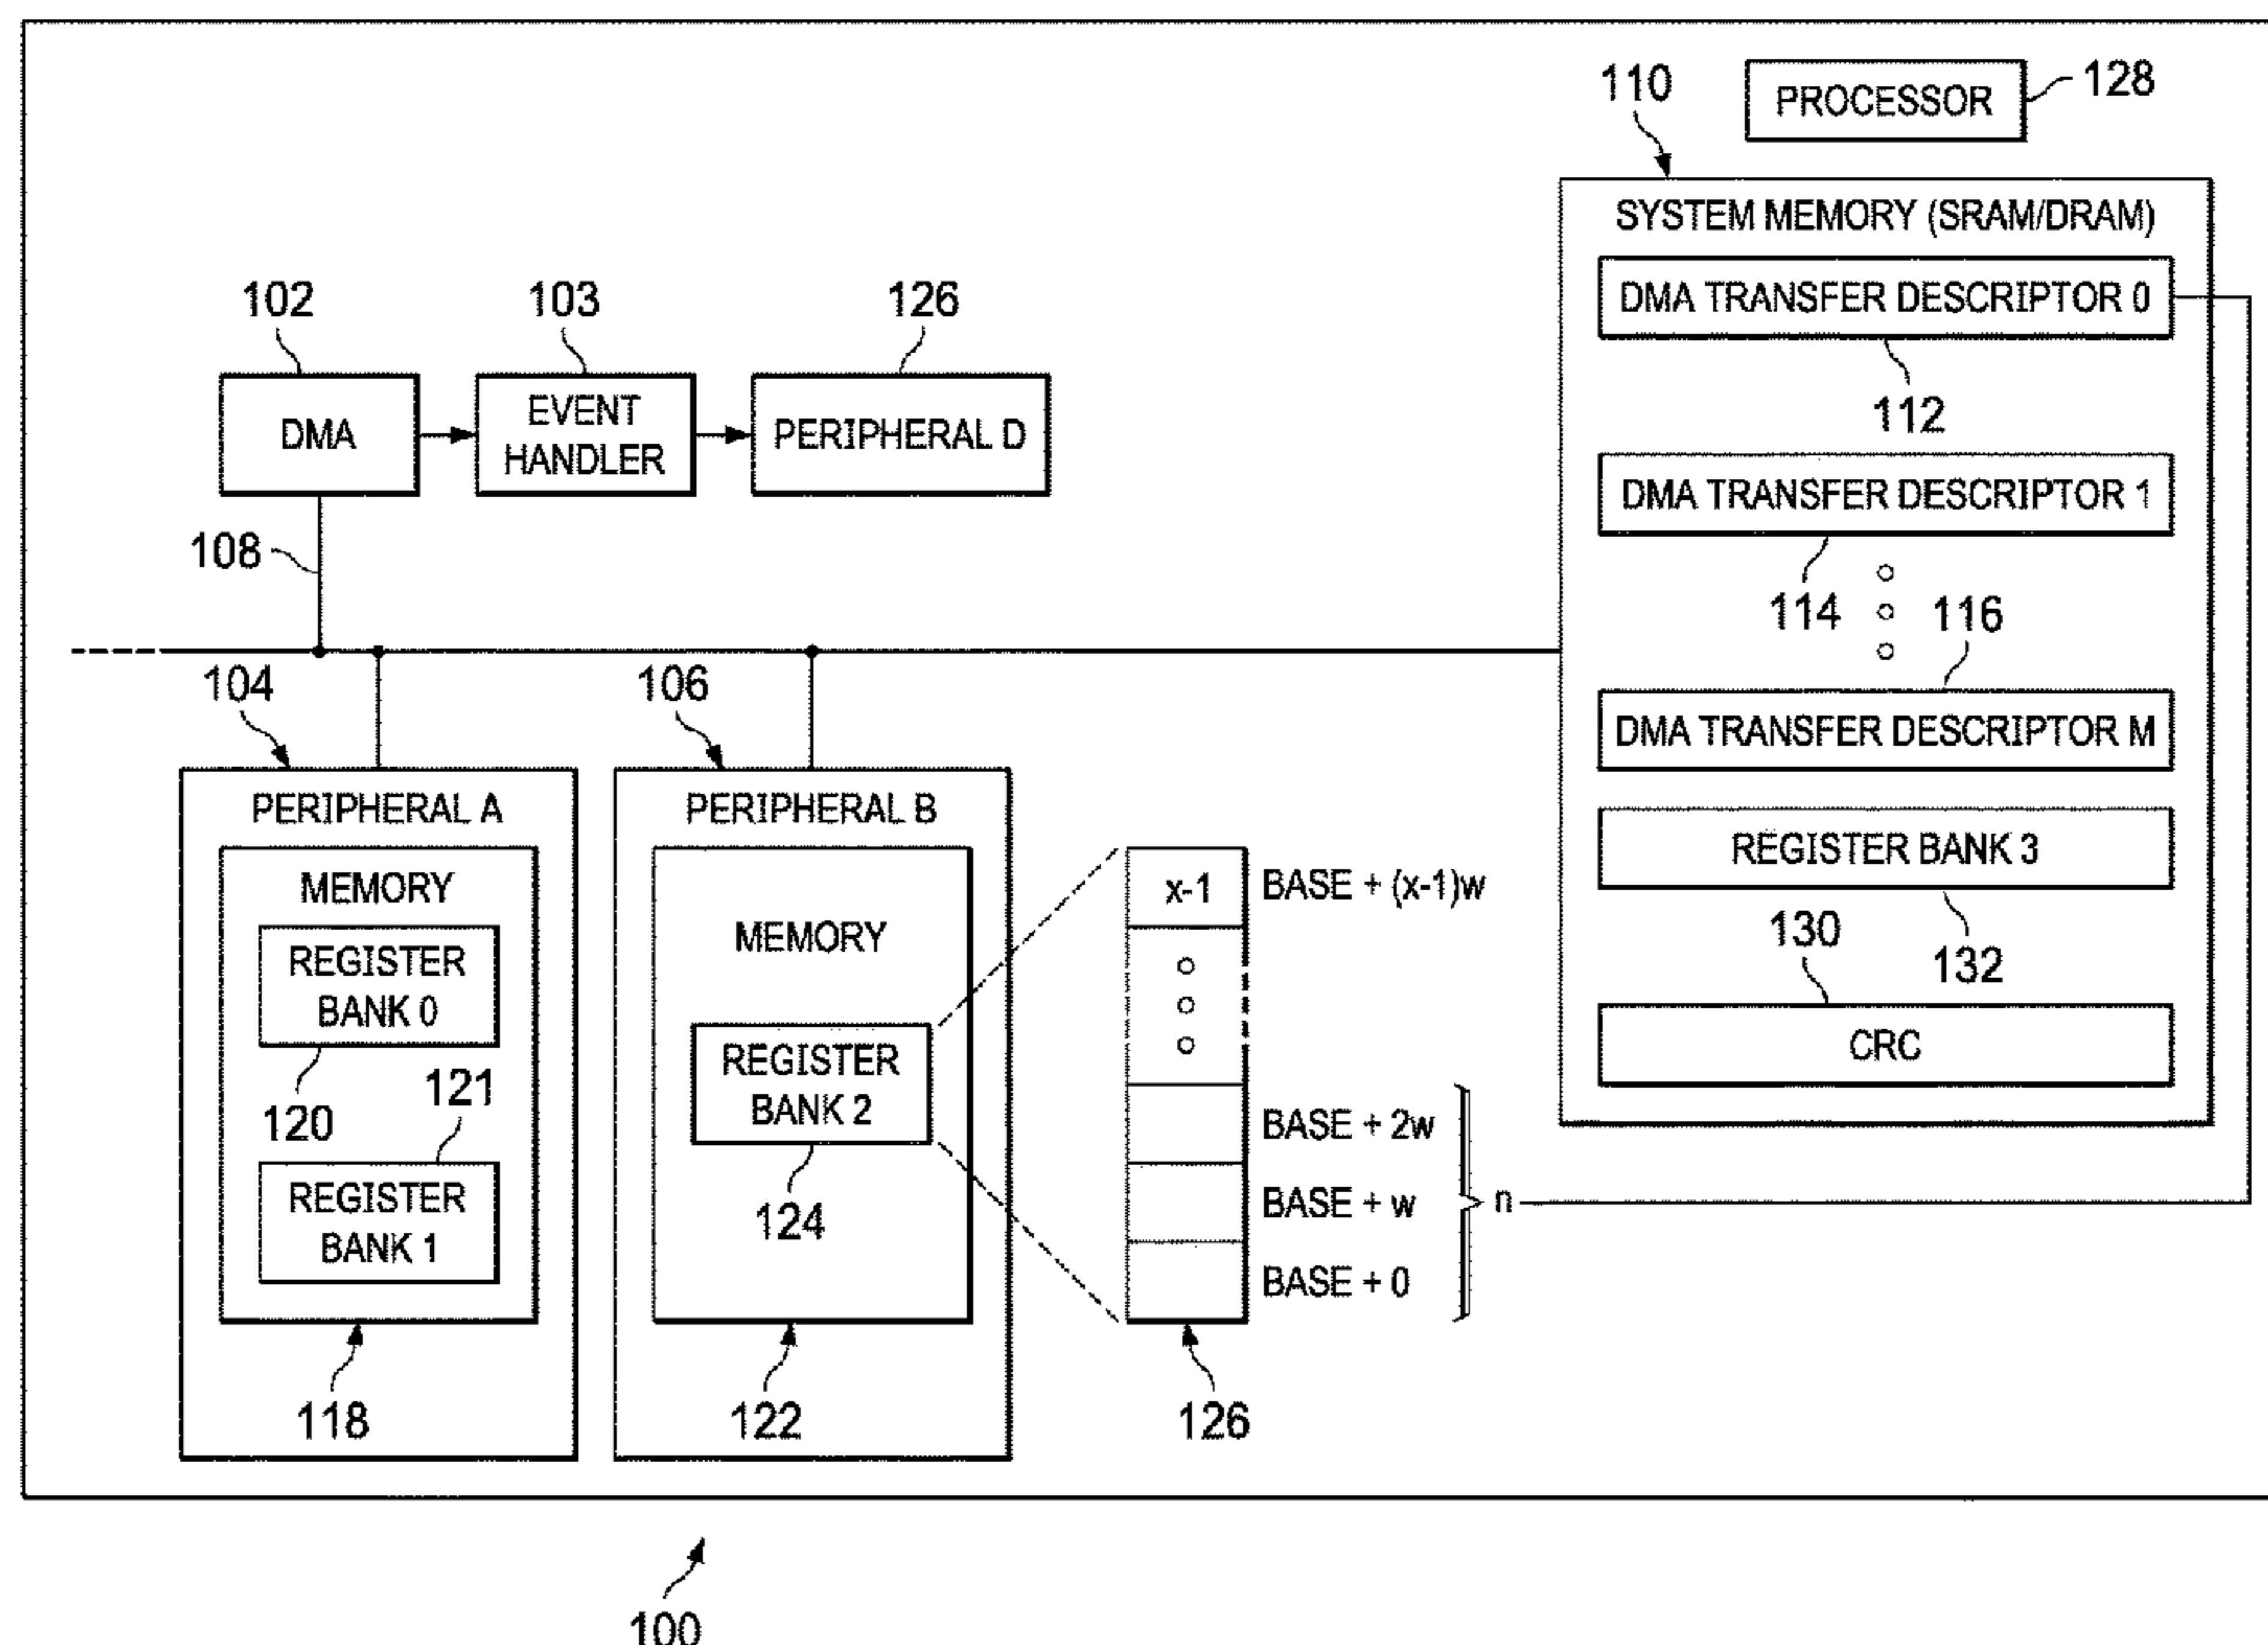 110
PROCESSOR
128
SYSTEM MEMORY (SRAM/DRAM)
DMA TRANSFER DESCRIPTOR 0
112
DMA TRANSFER DESCRIPTOR 1
114
116
DMA TRANSFER DESCRIPTOR M
REGISTER BANK 3
132
130
CRC
102
DMA
103
EVENT
HANDLER
126
PERIPHERAL D
108
104
PERIPHERAL A
MEMORY
REGISTER
BANK 0
120
121
REGISTER
BANK 1
118
106
PERIPHERAL B
MEMORY
REGISTER
BANK 2
124
122
x-1
BASE + (x-1)w
BASE + 2w
BASE + w
BASE + 0
n
126
100